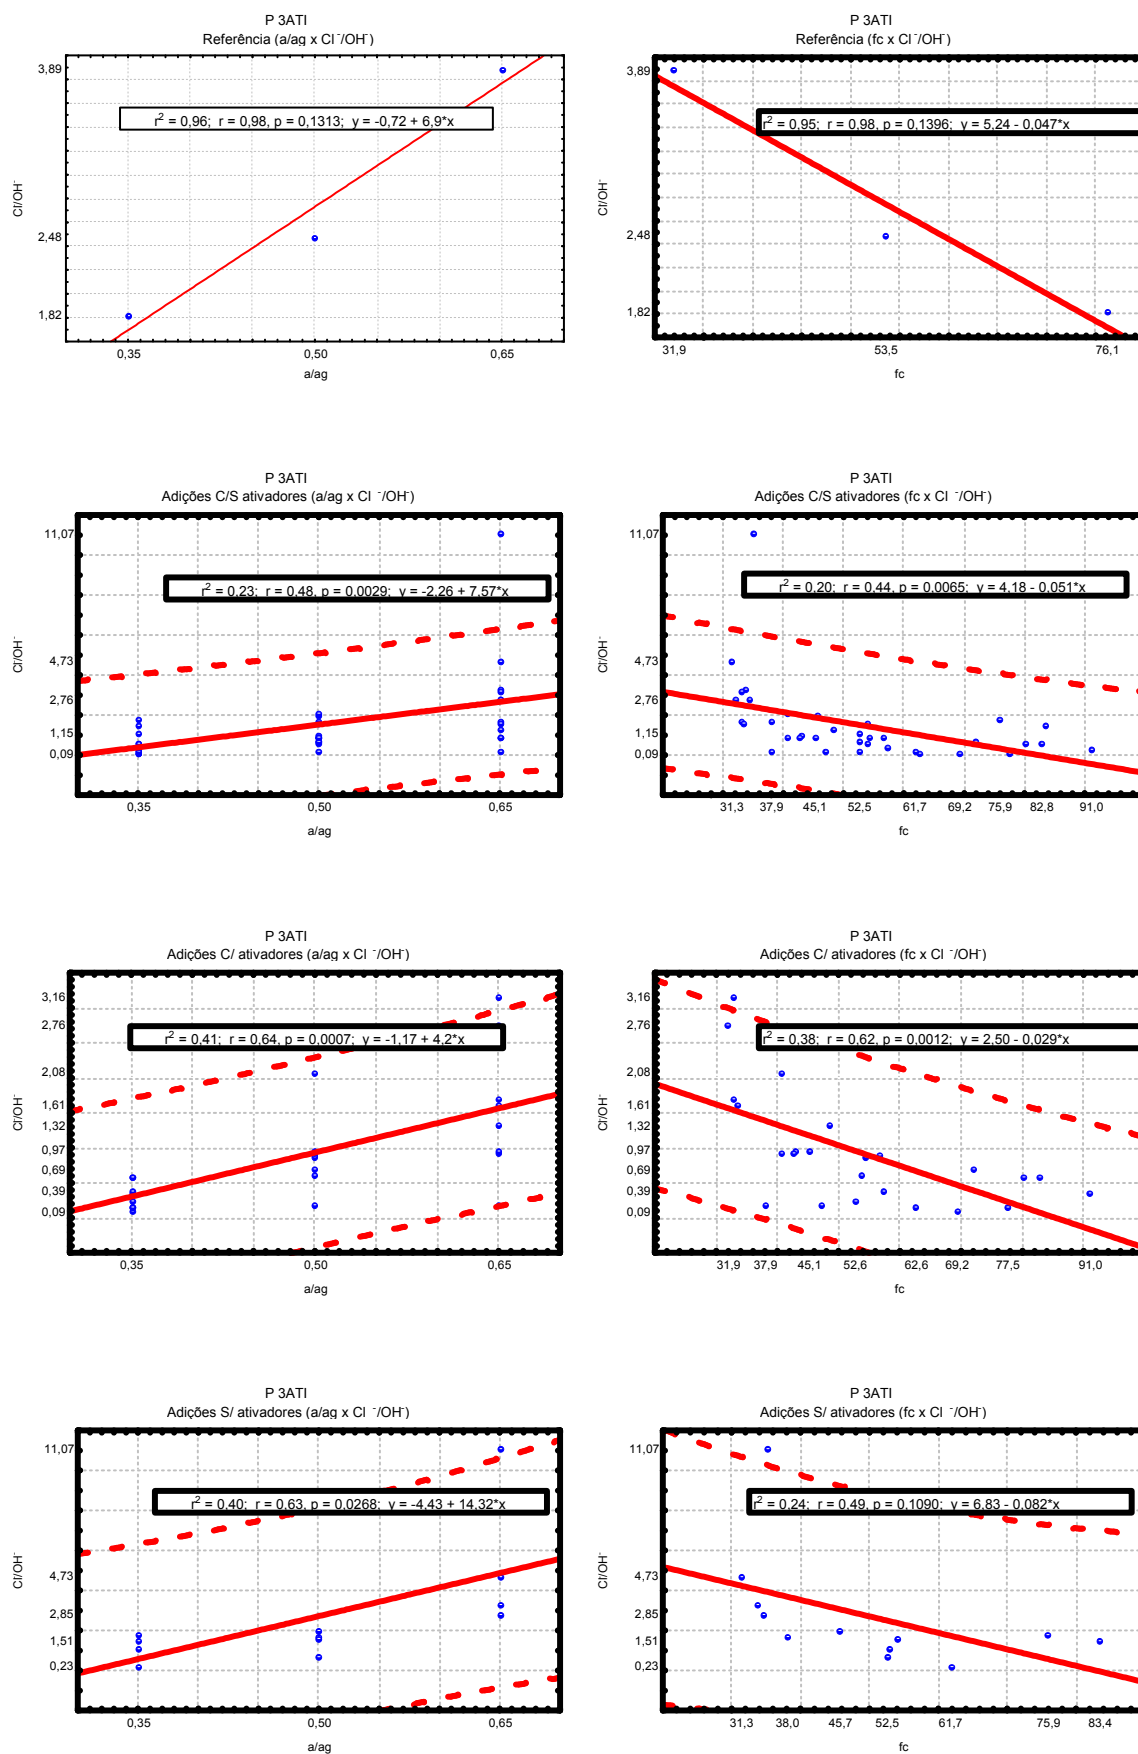 P 3ATI
Referência (a/ag x Cl⁻/OH⁻)
r² = 0,96; r = 0,98, p = 0,1313; y = -0,72 + 6,9*x
Cl/OH⁻
3,89
2,48
1,82
0,35 0,50 0,65
a/ag
P 3ATI
Referência (fc x Cl⁻/OH⁻)
r² = 0,95; r = 0,98, p = 0,1396; y = 5,24 - 0,047*x
Cl/OH⁻
3,89
2,48
1,82
31,9 53,5 76,1
fc
P 3ATI
Adições C/S ativadores (a/ag x Cl⁻/OH⁻)
r² = 0,23; r = 0,48, p = 0,0029; y = -2,26 + 7,57*x
Cl/OH⁻
11,07
4,73
2,76
1,15
0,09
0,35 0,50 0,65
a/ag
P 3ATI
Adições C/S ativadores (fc x Cl⁻/OH⁻)
r² = 0,20; r = 0,44, p = 0,0065; y = 4,18 - 0,051*x
Cl/OH⁻
11,07
4,73
2,76
1,15
0,09
31,3 37,9 45,1 52,5 61,7 69,2 75,9 82,8 91,0
fc
P 3ATI
Adições C/ ativadores (a/ag x Cl⁻/OH⁻)
r² = 0,41; r = 0,64, p = 0,0007; y = -1,17 + 4,2*x
Cl/OH⁻
3,16
2,76
2,08
1,61
1,32
0,97
0,69
0,39
0,09
0,35 0,50 0,65
a/ag
P 3ATI
Adições C/ ativadores (fc x Cl⁻/OH⁻)
r² = 0,38; r = 0,62, p = 0,0012; y = 2,50 - 0,029*x
Cl/OH⁻
3,16
2,76
2,08
1,61
1,32
0,97
0,69
0,39
0,09
31,9 37,9 45,1 52,6 62,6 69,2 77,5 91,0
fc
P 3ATI
Adições S/ ativadores (a/ag x Cl⁻/OH⁻)
r² = 0,40; r = 0,63, p = 0,0268; y = -4,43 + 14,32*x
Cl/OH⁻
11,07
4,73
2,85
1,51
0,23
0,35 0,50 0,65
a/ag
P 3ATI
Adições S/ ativadores (fc x Cl⁻/OH⁻)
r² = 0,24; r = 0,49, p = 0,1090; y = 6,83 - 0,082*x
Cl/OH⁻
11,07
4,73
2,85
1,51
0,23
31,3 38,0 45,7 52,5 61,7 75,9 83,4
fc